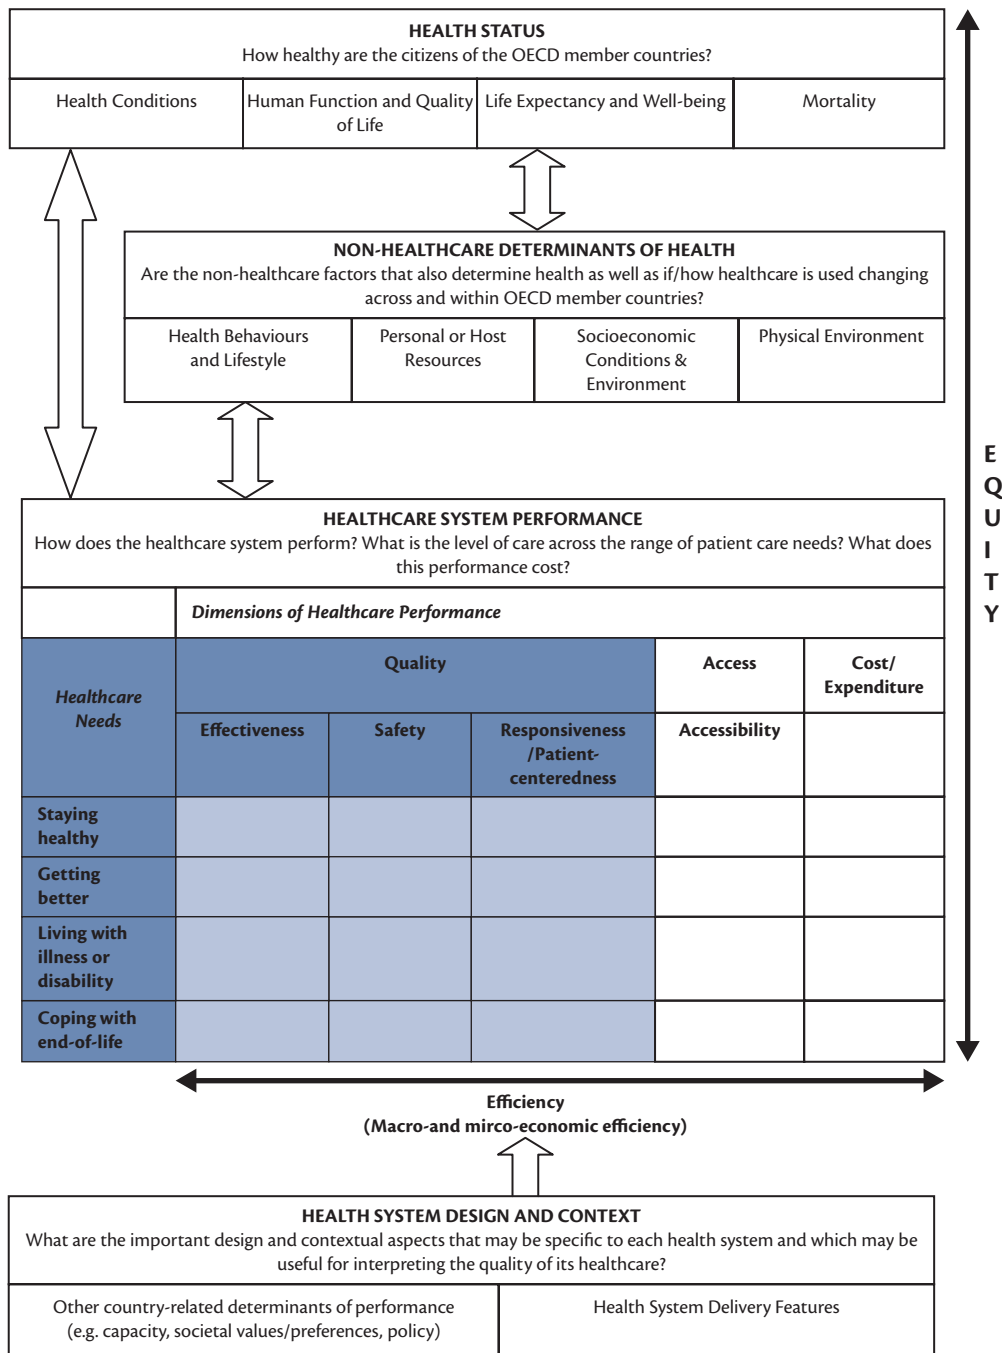 HEALTH STATUS
How healthy are the citizens of the OECD member countries?
Health Conditions
Human Function and Quality
of Life
Life Expectancy and Well-being
Mortality
NON-HEALTHCARE DETERMINANTS OF HEALTH
Are the non-healthcare factors that also determine health as well as if/how healthcare is used changing
across and within OECD member countries?
Health Behaviours
and Lifestyle
Personal or Host
Resources
Socioeconomic
Conditions &
Environment
Physical Environment
E
Q
U
I
T
Y
HEALTHCARE SYSTEM PERFORMANCE
How does the healthcare system perform? What is the level of care across the range of patient care needs? What does
this performance cost?
Dimensions of Healthcare Performance
Healthcare
Needs
Quality
Access
Cost/
Expenditure
Effectiveness
Safety
Responsiveness
/Patient-
centeredness
Accessibility
Staying
healthy
Getting
better
Living with
illness or
disability
Coping with
end-of-life
Efficiency
(Macro-and mirco-economic efficiency)
HEALTH SYSTEM DESIGN AND CONTEXT
What are the important design and contextual aspects that may be specific to each health system and which may be
useful for interpreting the quality of its healthcare?
Other country-related determinants of performance
(e.g. capacity, societal values/preferences, policy)
Health System Delivery Features